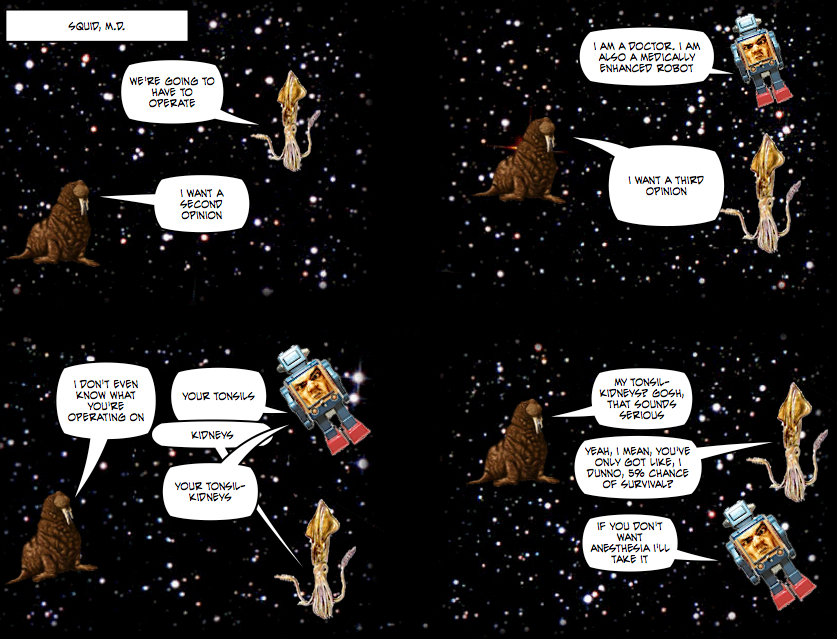 SQUID, M.D.
WE'RE GOING TO
HAVE TO
OPERATE
I WANT A
SECOND
OPINION
I AM A DOCTOR. I AM
ALSO A MEDICALLY
ENHANCED ROBOT
I WANT A THIRD
OPINION
I DON'T EVEN
KNOW WHAT
YOU'RE
OPERATING ON
YOUR TONSILS
KIDNEYS
YOUR TONSIL-
KIDNEYS
MY TONSIL-
KIDNEYS? GOSH,
THAT SOUNDS
SERIOUS
YEAH, I MEAN, YOU'VE
ONLY GOT LIKE, I
DUNNO, 5% CHANCE
OF SURVIVAL?
IF YOU DON'T
WANT
ANESTHESIA I'LL
TAKE IT